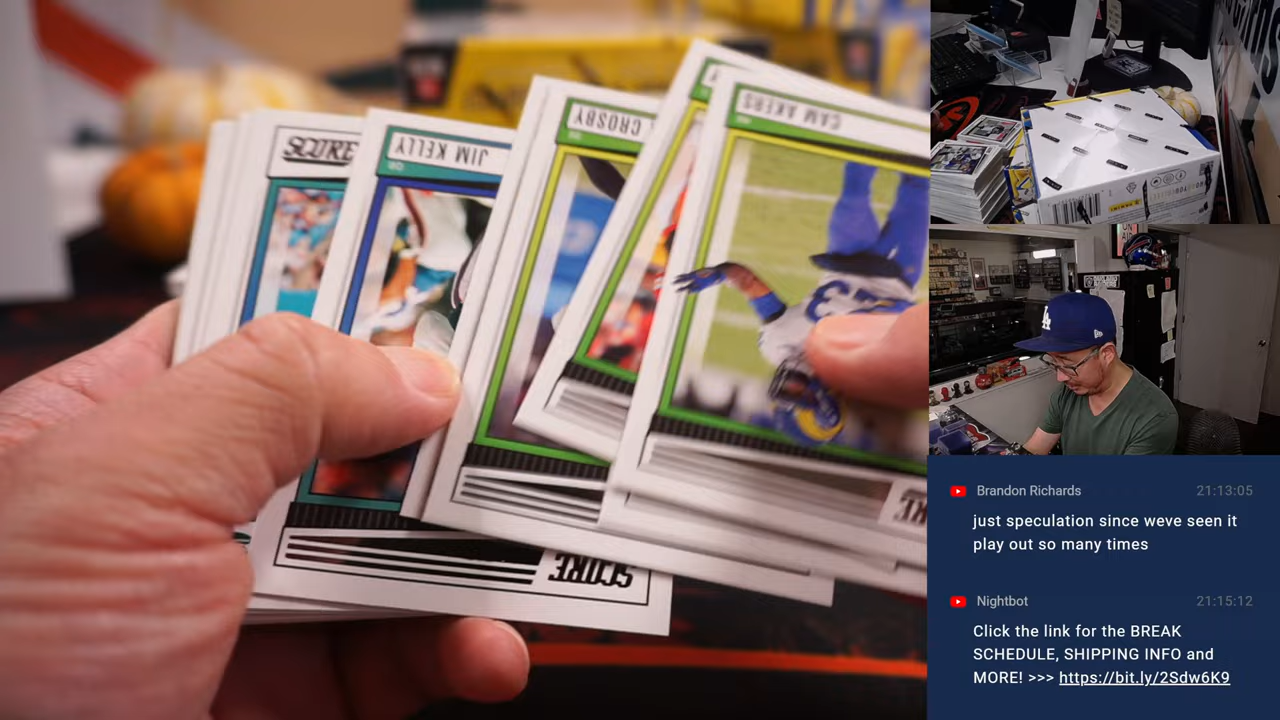 SCORE
JIM KELLY
QB
CROSBY
CAM AKERS
SCORE
Brandon Richards 21:13:05
just speculation since weve seen it
play out so many times
Nightbot 21:15:12
Click the link for the BREAK
SCHEDULE, SHIPPING INFO and
MORE! >>> https://bit.ly/2Sdw6K9